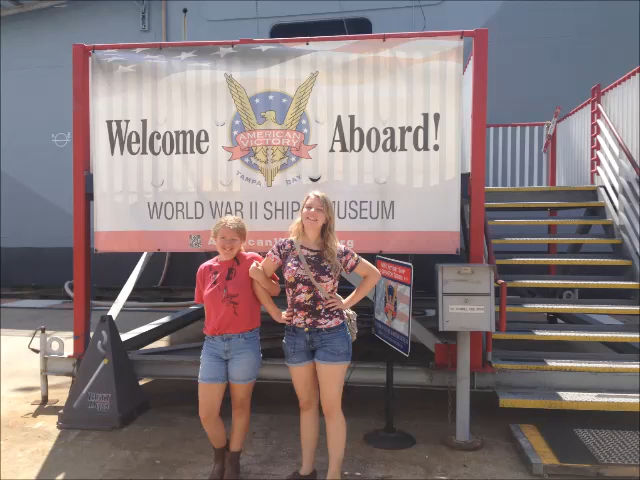 Welcome
AMERICAN
VICTORY
Aboard!
TAMPA BAY
WORLD WAR II SHIP MUSEUM